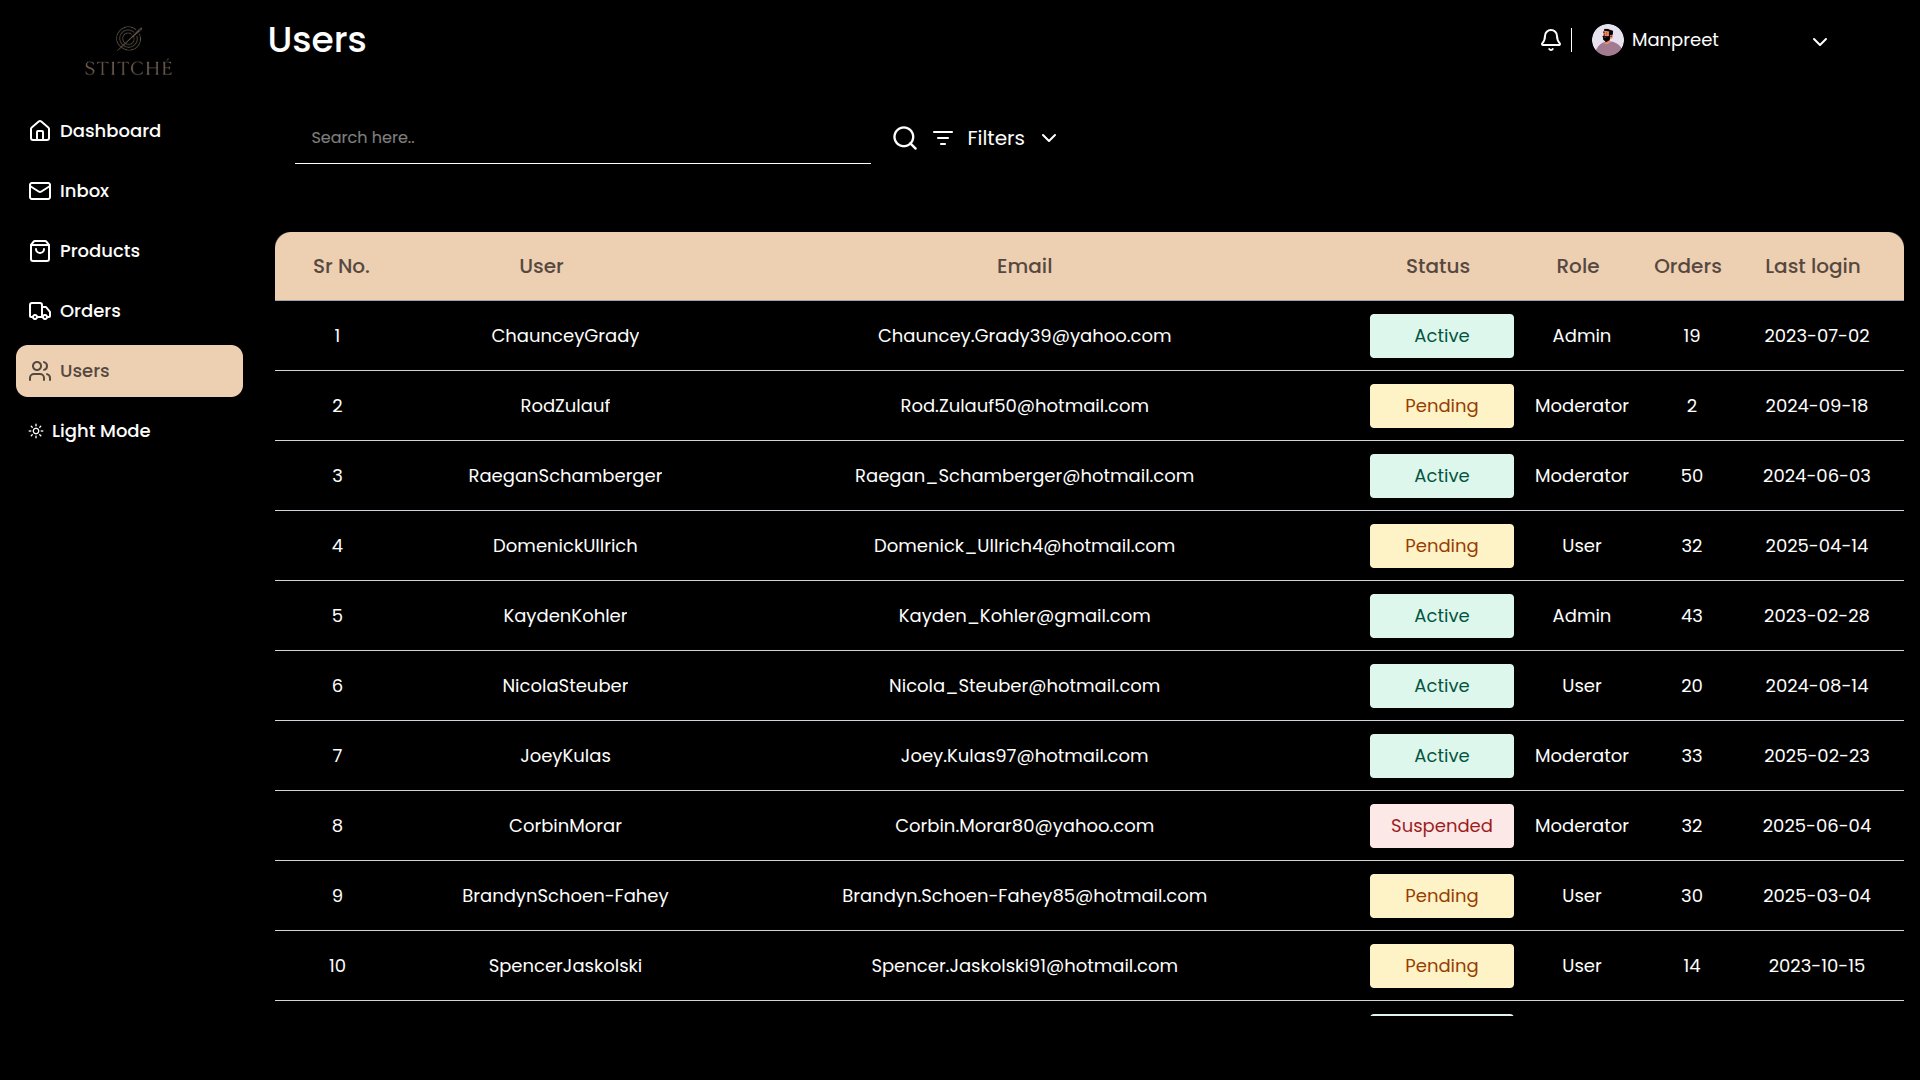 STITCHÉ
Users
Manpreet
Dashboard
Inbox
Products
Orders
Users
Light Mode
Search here..
Filters
Sr No. User Email Status Role Orders Last login
1 ChaunceyGrady Chauncey.Grady39@yahoo.com Active Admin 19 2023-07-02
2 RodZulauf Rod.Zulauf50@hotmail.com Pending Moderator 2 2024-09-18
3 RaeganSchamberger Raegan_Schamberger@hotmail.com Active Moderator 50 2024-06-03
4 DomenickUllrich Domenick_Ullrich4@hotmail.com Pending User 32 2025-04-14
5 KaydenKohler Kayden_Kohler@gmail.com Active Admin 43 2023-02-28
6 NicolaSteuber Nicola_Steuber@hotmail.com Active User 20 2024-08-14
7 JoeyKulas Joey.Kulas97@hotmail.com Active Moderator 33 2025-02-23
8 CorbinMorar Corbin.Morar80@yahoo.com Suspended Moderator 32 2025-06-04
9 BrandynSchoen-Fahey Brandyn.Schoen-Fahey85@hotmail.com Pending User 30 2025-03-04
10 SpencerJaskolski Spencer.Jaskolski91@hotmail.com Pending User 14 2023-10-15